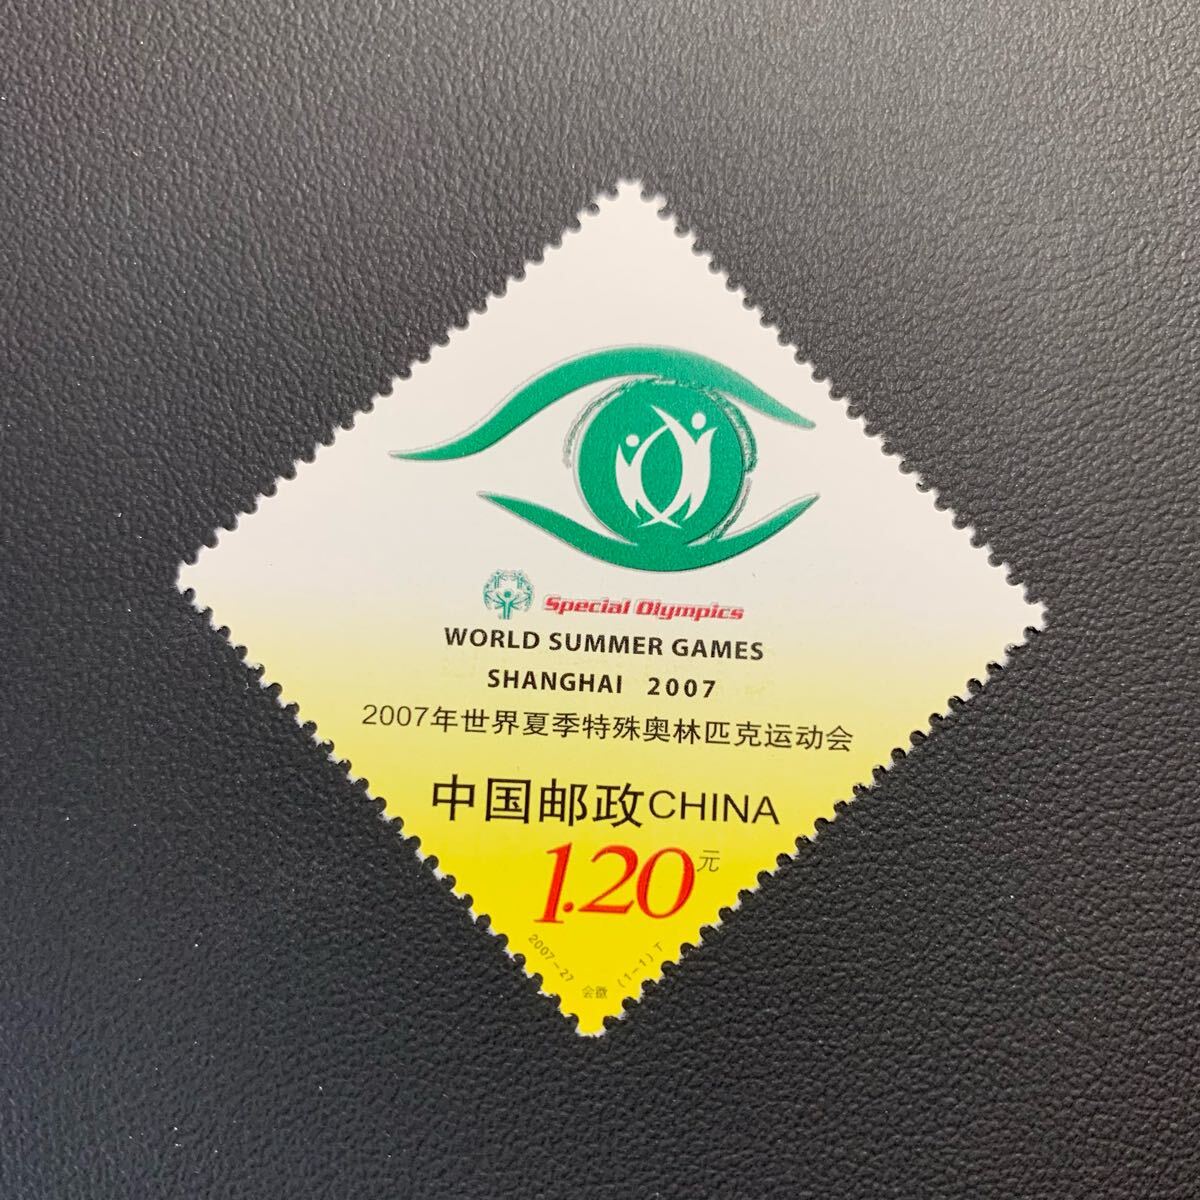 Special Olympics
WORLD SUMMER GAMES
SHANGHAI 2007
2007年世界夏季特殊奥林匹克运动会
中国邮政CHINA
1.20元
2007-27
会徽
(1-1)T